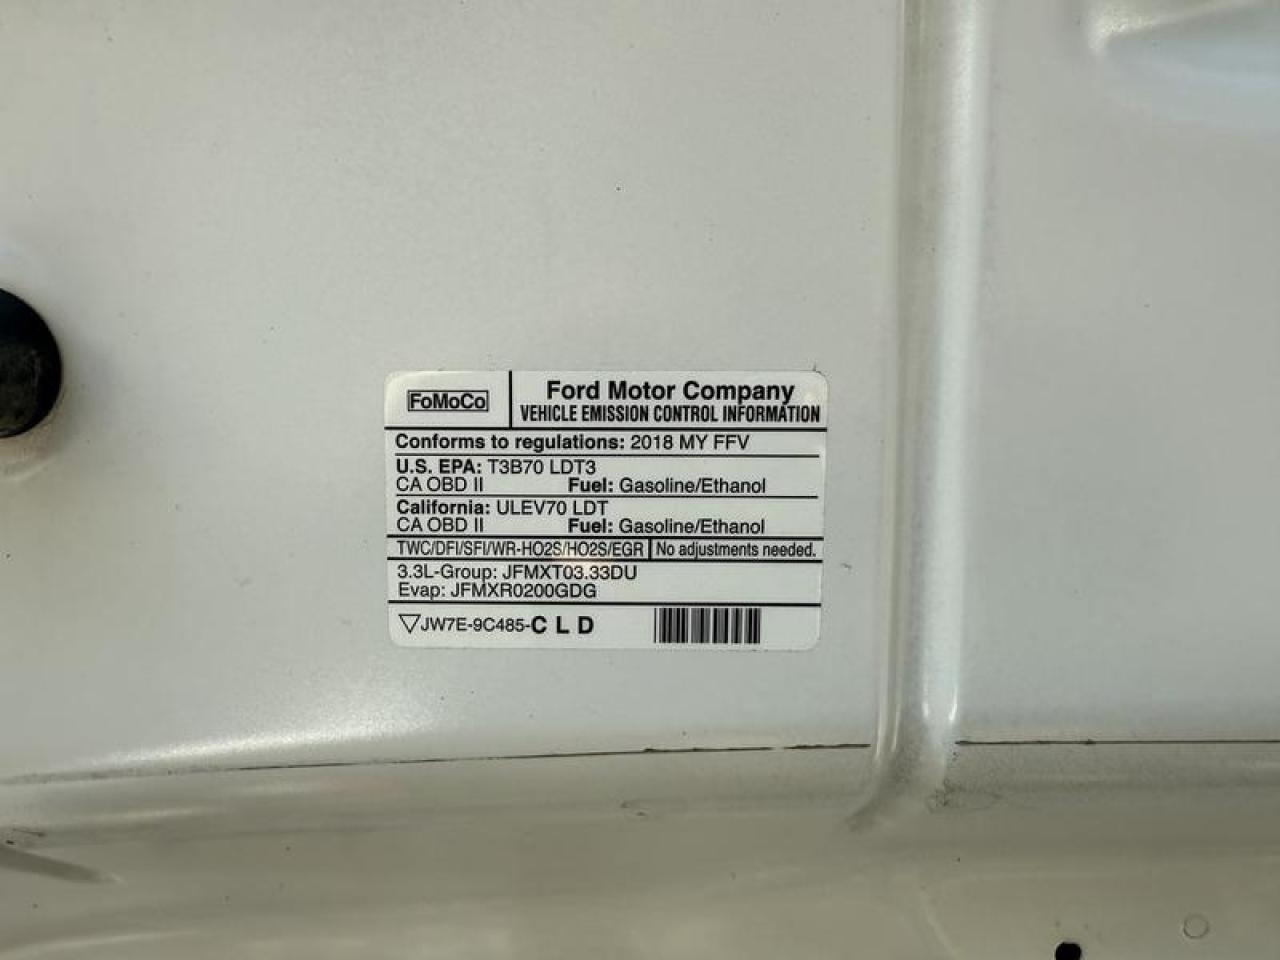 FoMoCo
Ford Motor Company
VEHICLE EMISSION CONTROL INFORMATION
Conforms to regulations: 2018 MY FFV
U.S. EPA: T3B70 LDT3
CA OBD II Fuel: Gasoline/Ethanol
California: ULEV70 LDT
CA OBD II Fuel: Gasoline/Ethanol
TWC/DFI/SFI/WR-HO2S/HO2S/EGR No adjustments needed.
3.3L-Group: JFMXT03.33DU
Evap: JFMXR0200GDG
JW7E-9C485-C L D